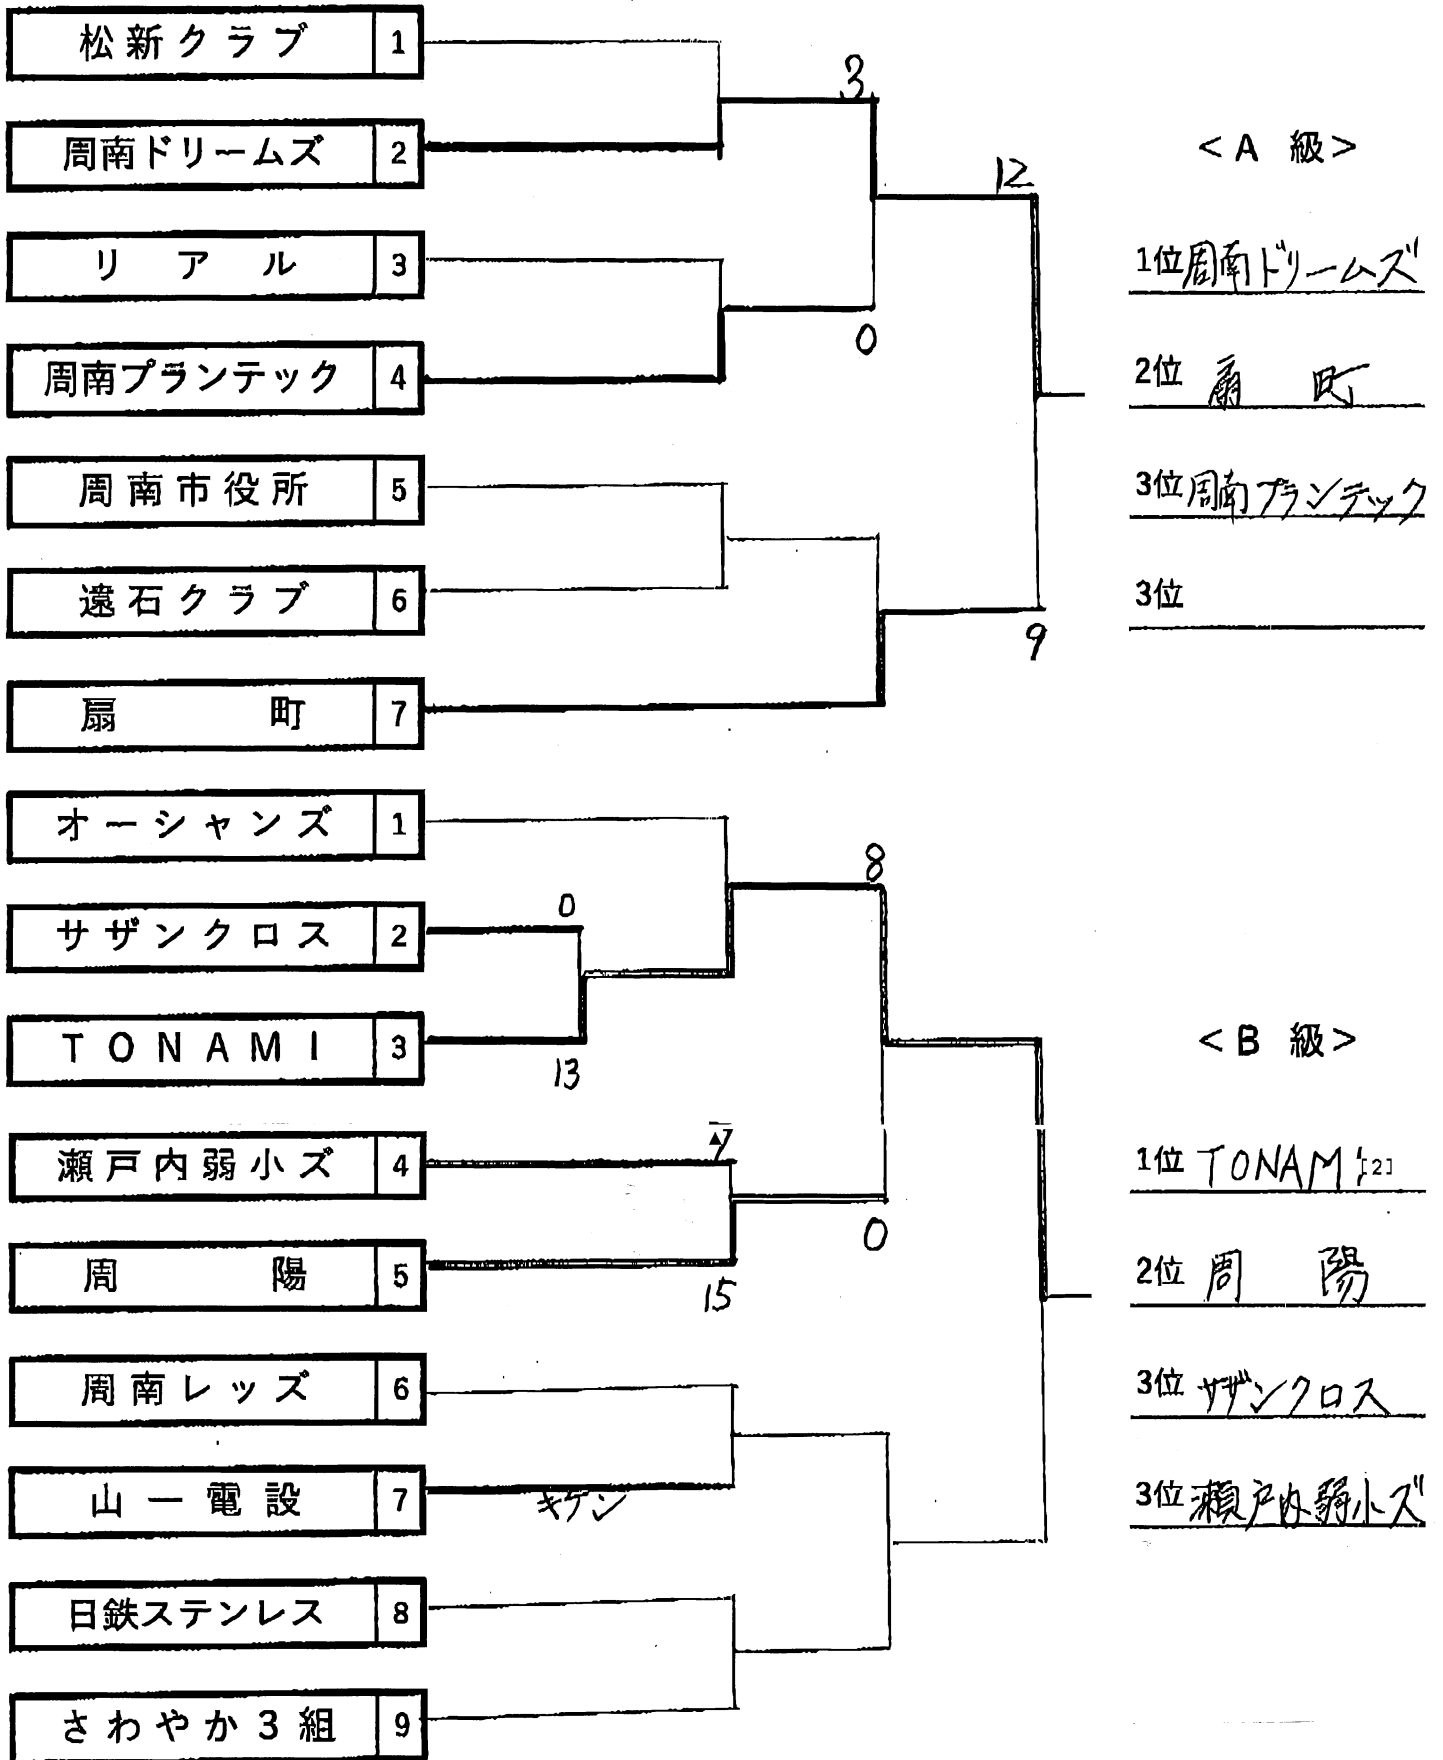 松新クラブ 1
3
周南ドリームズ 2
<A 級>
12
リアル 3
1位 周南ドリームズ
0
周南プランテック 4
2位 扇町
周南市役所 5
3位 周南プランテック
遠石クラブ 6
3位
9
扇町 7
オーシャンズ 1
8
0
サザンクロス 2
TONAMI 3
<B 級>
13
7
瀬戸内弱小ズ 4
1位 TONAMI [2]
0
周陽 5
2位 周陽
15
周南レッズ 6
3位 サザンクロス
山一電設 7
キケン
3位 瀬戸内弱小ズ
日鉄ステンレス 8
さわやか3組 9